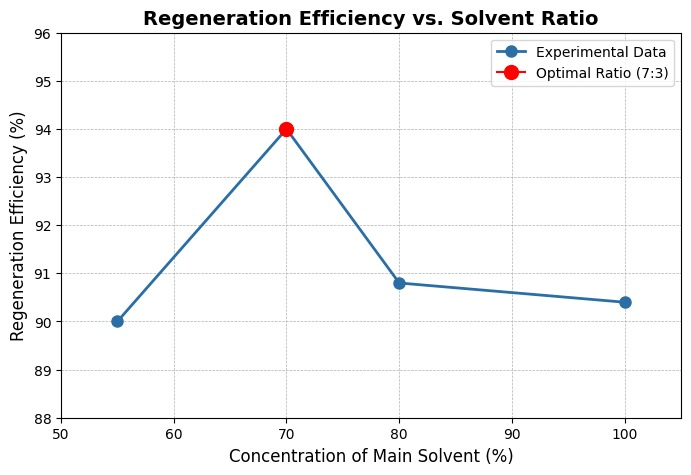 Regeneration Efficiency vs. Solvent Ratio
Experimental Data
Optimal Ratio (7:3)
Regeneration Efficiency (%)
96
95
94
93
92
91
90
89
88
50 60 70 80 90 100
Concentration of Main Solvent (%)